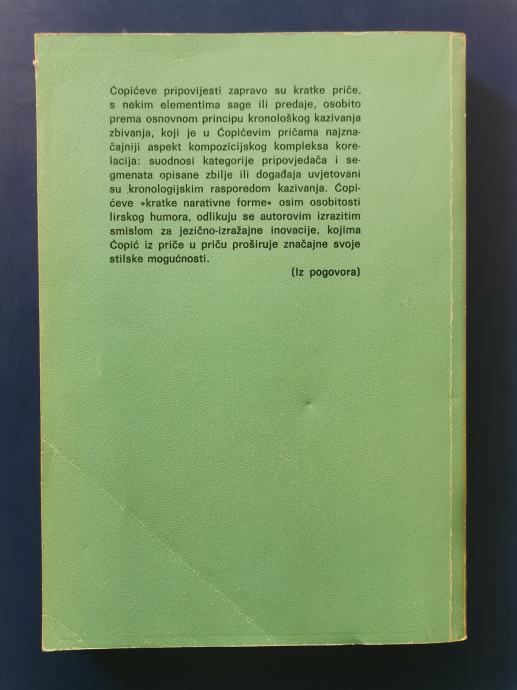 Ćopićeve pripovijesti zapravo su kratke priče,
s nekim elementima sage ili predaje, osobito
prema osnovnom principu kronološkog kazivanja
zbivanja, koji je u Ćopićevim pričama najzna-
čajniji aspekt kompozicijskog kompleksa kore-
lacija: suodnosi kategorije pripovjedača i se-
gmenata opisane zbilje ili događaja uvjetovani
su kronologijskim rasporedom kazivanja. Ćopi-
ćeve »kratke narativne forme« osim osobitosti
lirskog humora, odlikuju se autorovim izrazitim
smislom za jezično-izražajne inovacije, kojima
Ćopić iz priče u priču proširuje značajne svoje
stilske mogućnosti.
(Iz pogovora)